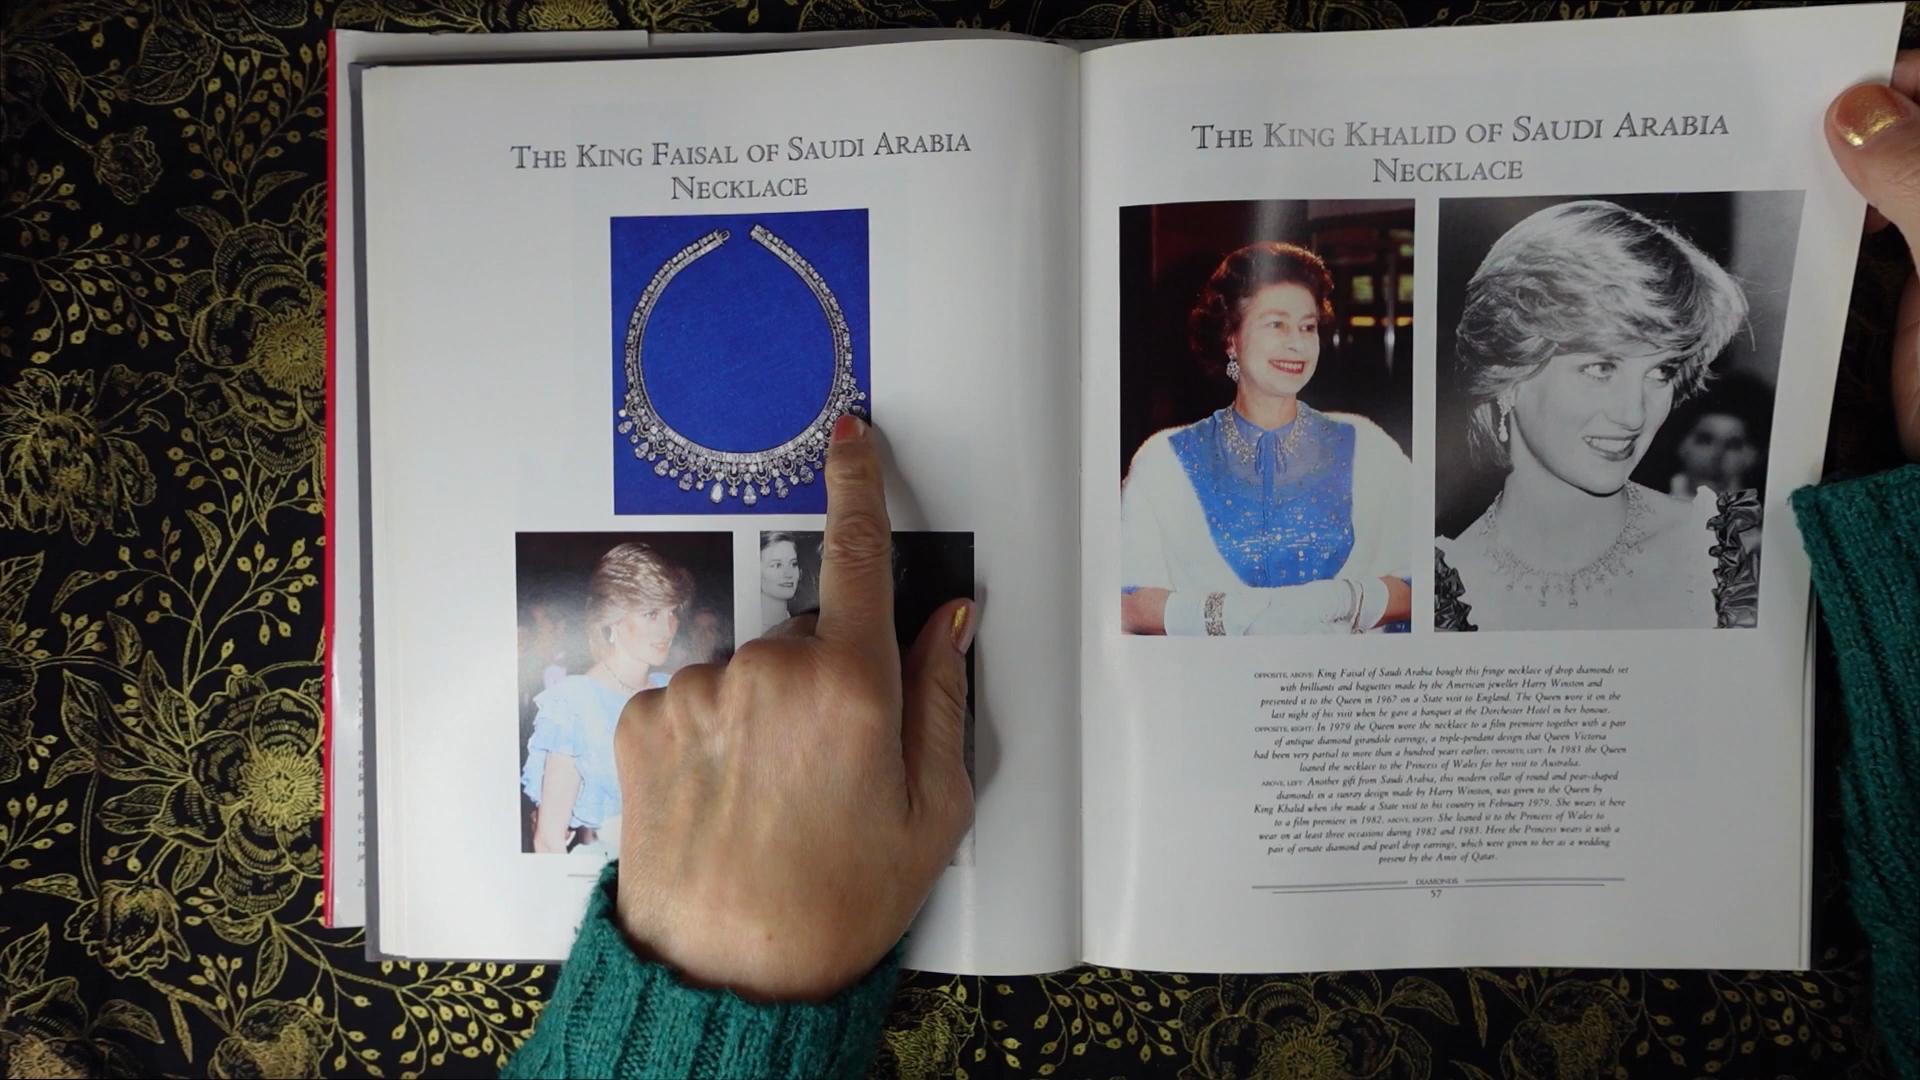 THE KING FAISAL OF SAUDI ARABIA
NECKLACE
THE KING KHALID OF SAUDI ARABIA
NECKLACE
OPPOSITE, ABOVE: King Faisal of Saudi Arabia bought this fringe necklace of drop diamonds set
with brilliants and baguettes made by the American jeweller Harry Winston and
presented it to the Queen in 1967 on a State visit to England. The Queen wore it on the
last night of his visit when he gave a banquet at the Dorchester Hotel in her honour.
OPPOSITE, RIGHT: In 1979 the Queen wore the necklace to a film premiere together with a pair
of antique diamond girandole earrings, a triple-pendant design that Queen Victoria
had been very partial to more than a hundred years earlier. OPPOSITE, LEFT: In 1983 the Queen
loaned the necklace to the Princess of Wales for her visit to Australia.
ABOVE, LEFT: Another gift from Saudi Arabia, this modern collar of round and pear-shaped
diamonds in a sunray design made by Harry Winston, was given to the Queen by
King Khalid when she made a State visit to his country in February 1979. She wears it here
to a film premiere in 1982. ABOVE, RIGHT: She loaned it to the Princess of Wales to
wear on at least three occasions during 1982 and 1983. Here the Princess wears it with a
pair of ornate diamond and pearl drop earrings, which were given to her as a wedding
present by the Amir of Qatar.
DIAMONDS
57